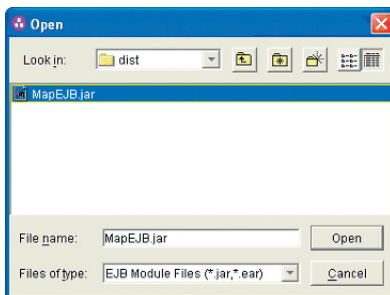 Open
Look in: dist
MapEJB.jar
File name: MapEJB.jar Open
Files of type: EJB Module Files (*.jar,*.ear) Cancel